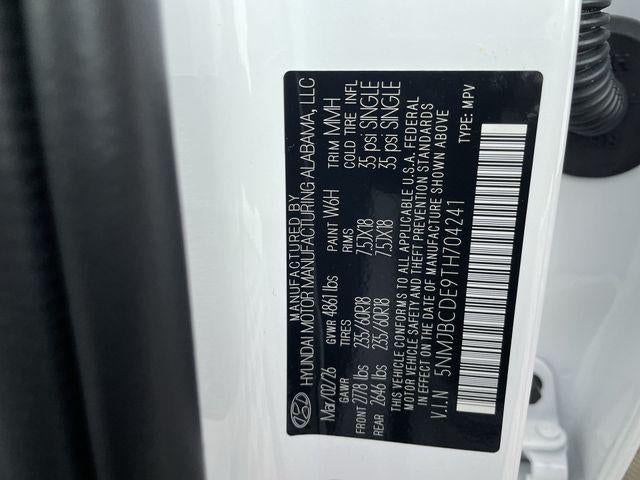 MANUFACTURED BY
HYUNDAI MOTOR MANUFACTURING ALABAMA, LLC
Mar/02/26 GVWR 4861 lbs PAINT W6H TRIM MMH
GAWR TIRES RIMS COLD TIRE INFL
FRONT 2778 lbs 235/60R18 7.5JX18 35 psi SINGLE
REAR 2646 lbs 235/60R18 7.5JX18 35 psi SINGLE
THIS VEHICLE CONFORMS TO ALL APPLICABLE U.S.A. FEDERAL
MOTOR VEHICLE SAFETY AND THEFT PREVENTION STANDARDS
IN EFFECT ON THE DATE OF MANUFACTURE SHOWN ABOVE.
V.I.N 5NMJBCDE9TH704241 TYPE: MPV